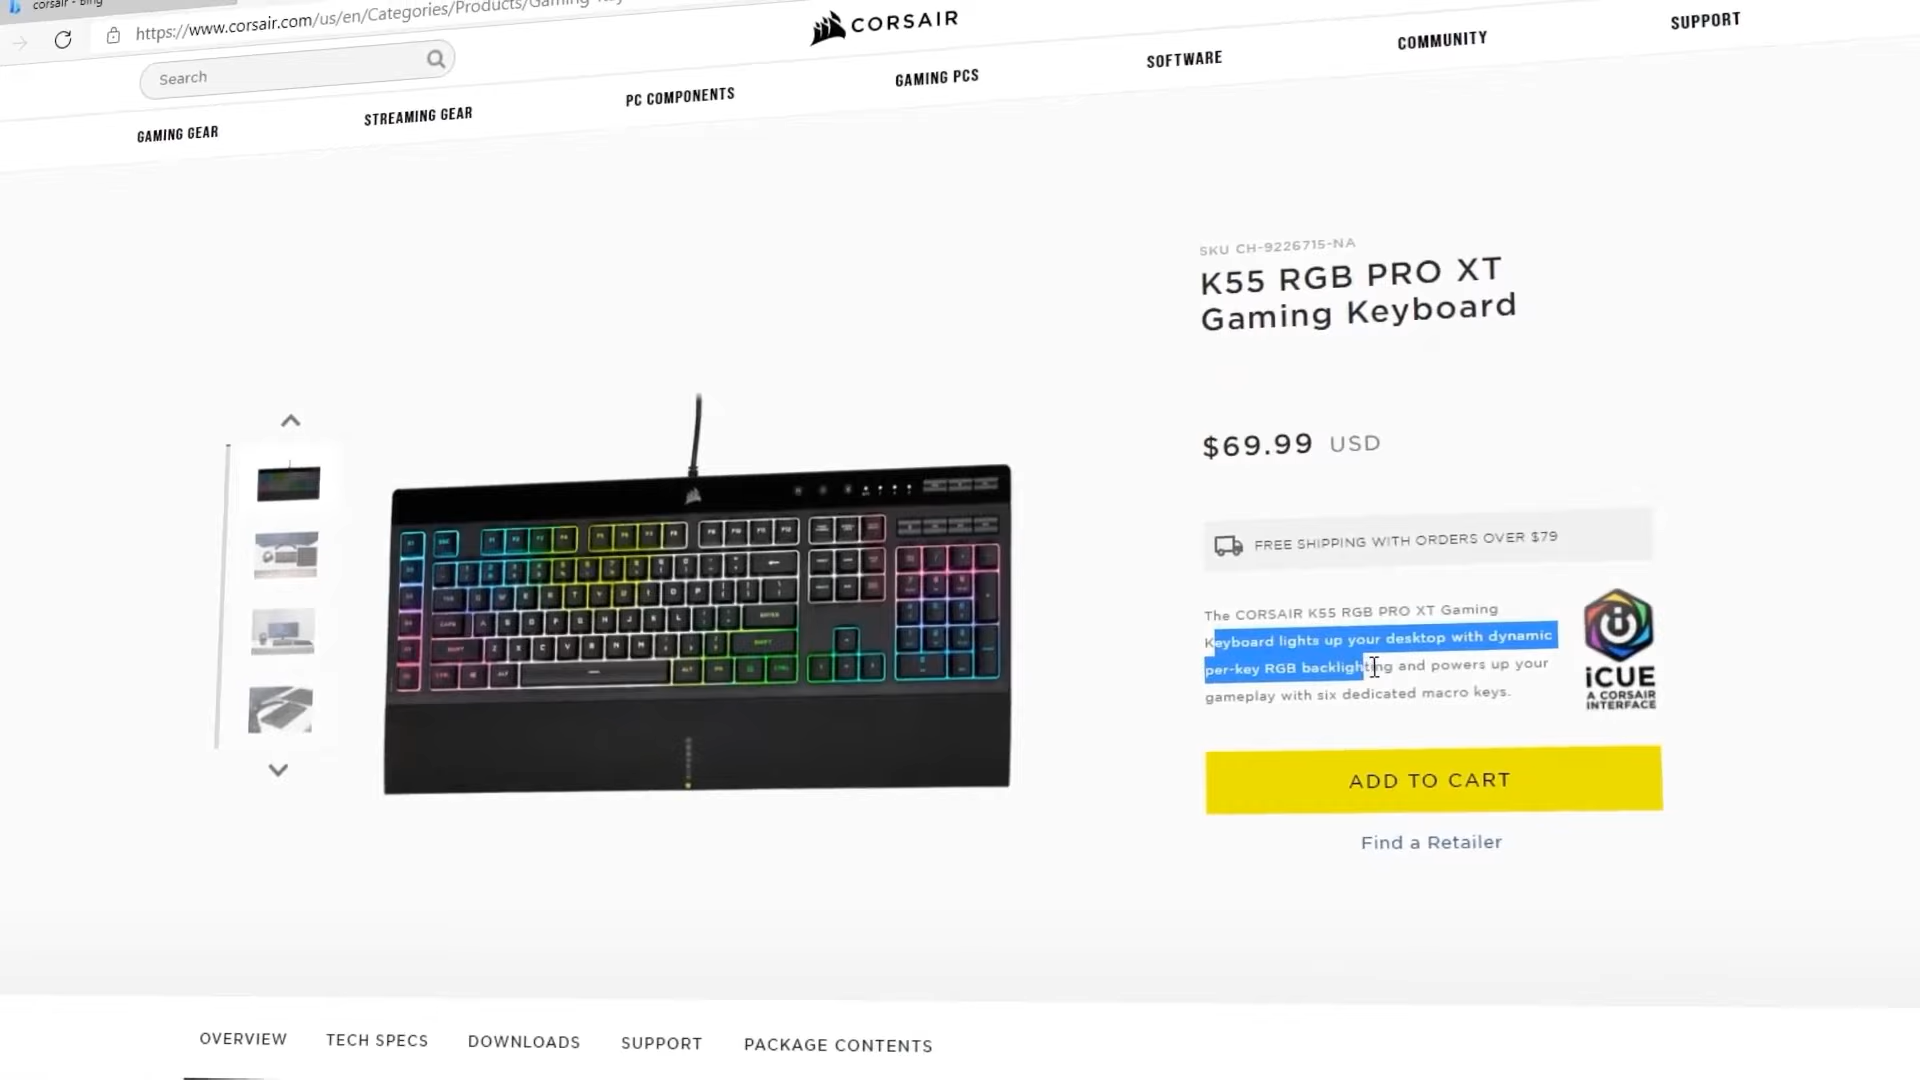 corsair - Bing
https://www.corsair.com/us/en/Categories/Products/Gaming-
CORSAIR
Search
GAMING GEAR
STREAMING GEAR
PC COMPONENTS
GAMING PCS
SOFTWARE
COMMUNITY
SUPPORT
SKU CH-9226715-NA
K55 RGB PRO XT
Gaming Keyboard
$69.99 USD
FREE SHIPPING WITH ORDERS OVER $79
The CORSAIR K55 RGB PRO XT Gaming
Keyboard lights up your desktop with dynamic
per-key RGB backlighting and powers up your
gameplay with six dedicated macro keys.
iCUE
A CORSAIR
INTERFACE
ADD TO CART
Find a Retailer
OVERVIEW
TECH SPECS
DOWNLOADS
SUPPORT
PACKAGE CONTENTS